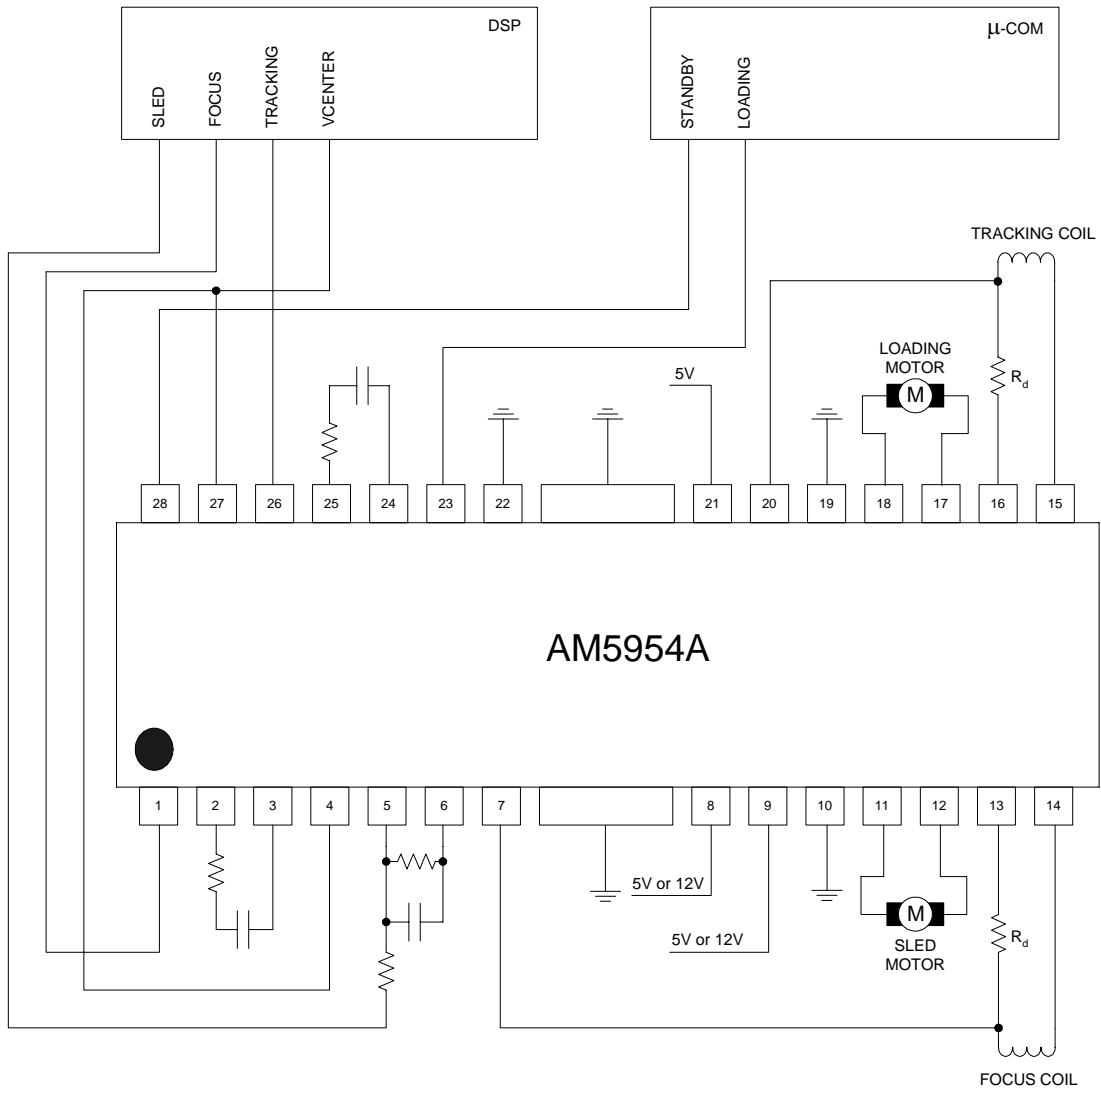 DSP
μ-COM
SLED
FOCUS
TRACKING
VCENTER
STANDBY
LOADING
TRACKING COIL
LOADING
MOTOR
M
R_d
5V
28
27
26
25
24
23
22
21
20
19
18
17
16
15
AM5954A
1
2
3
4
5
6
7
8
9
10
11
12
13
14
5V or 12V
5V or 12V
M
SLED
MOTOR
R_d
FOCUS COIL